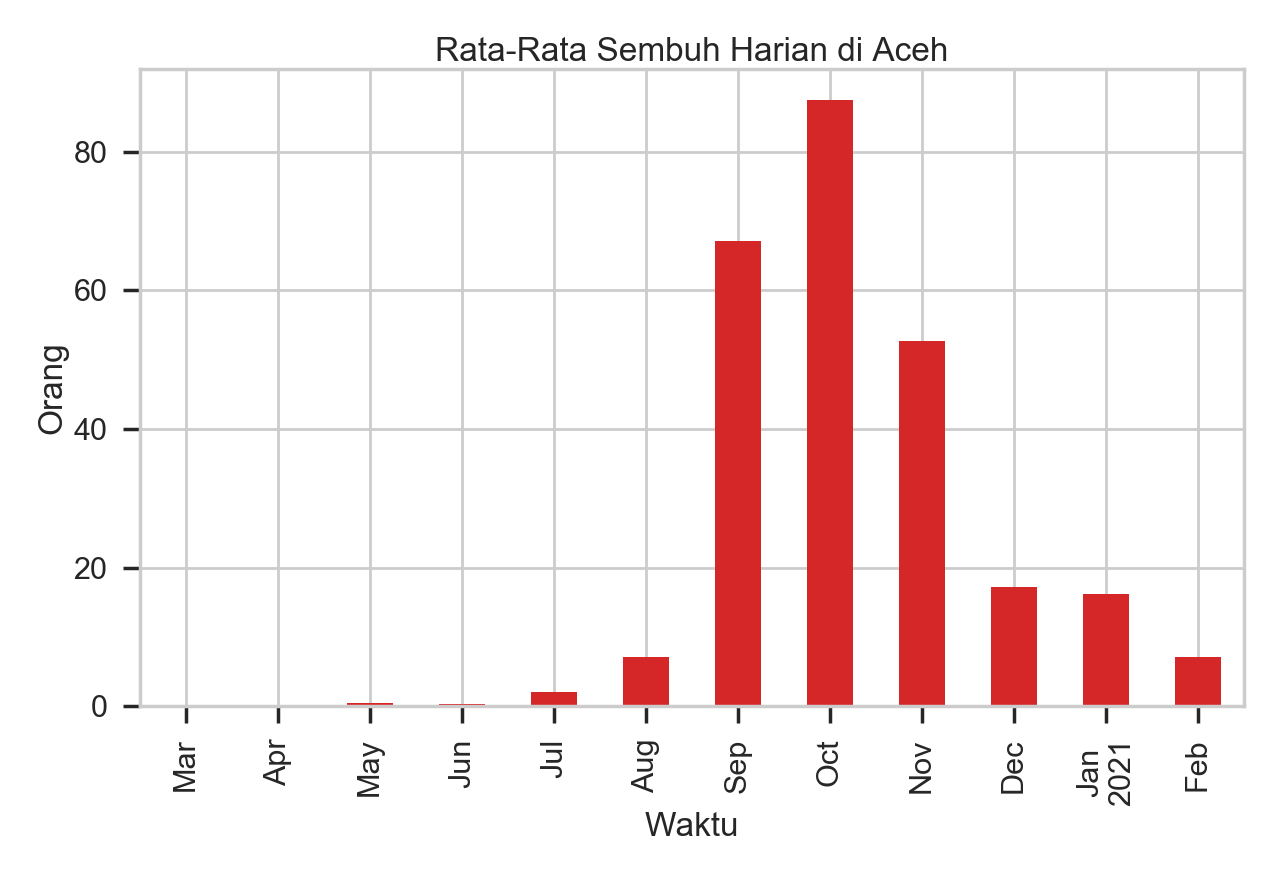 Rata-Rata Sembuh Harian di Aceh
Orang
80
60
40
20
0
Mar
Apr
May
Jun
Jul
Aug
Sep
Oct
Nov
Dec
Jan
2021
Feb
Waktu